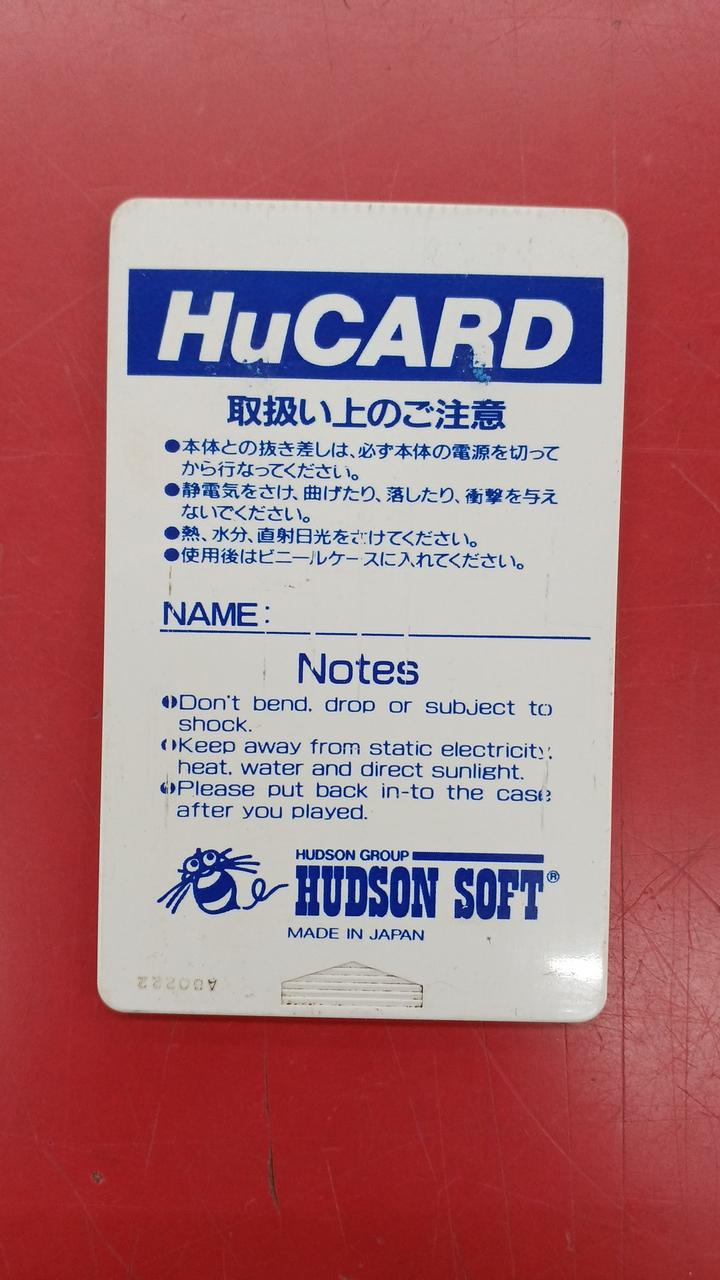 HuCARD
取扱い上のご注意
●本体との抜き差しは、必ず本体の電源を切って
から行なってください。
●静電気をさけ、曲げたり、落したり、衝撃を与え
ないでください。
●熱、水分、直射日光をさけてください。
●使用後はビニールケースに入れてください。
NAME:
Notes
●Don't bend, drop or subject to
shock.
●Keep away from static electricity,
heat, water and direct sunlight.
●Please put back in-to the case
after you played.
HUDSON GROUP
HUDSON SOFT®
MADE IN JAPAN
A80222